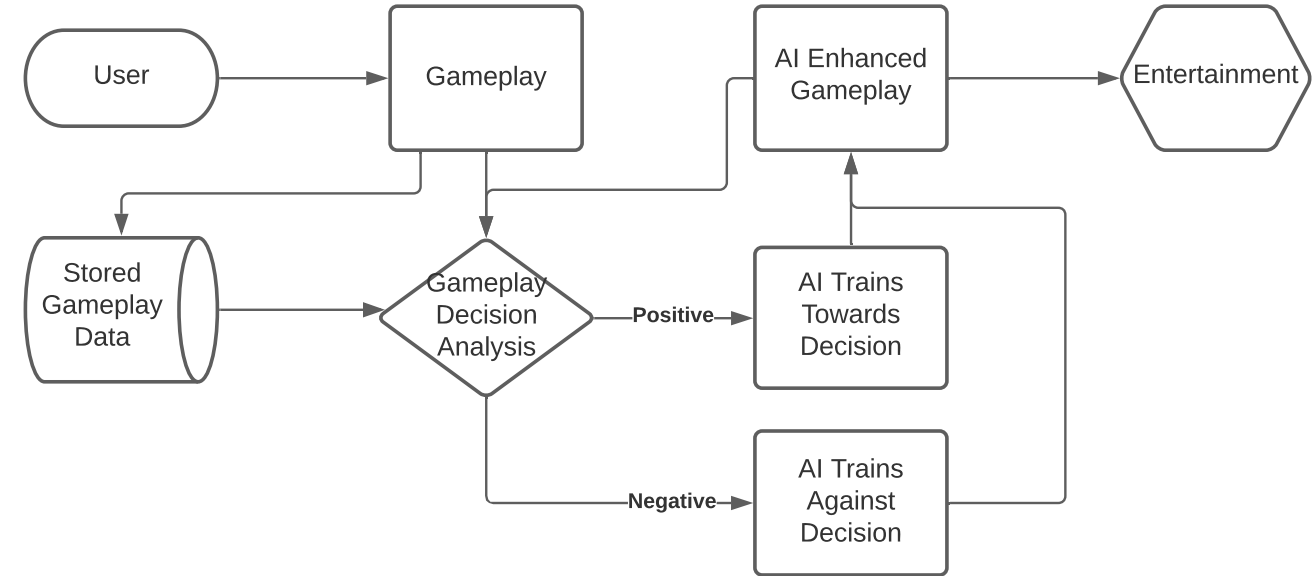 User
Gameplay
AI Enhanced
Gameplay
Entertainment
Stored
Gameplay
Data
Gameplay
Decision
Analysis
Positive
AI Trains
Towards
Decision
Negative
AI Trains
Against
Decision